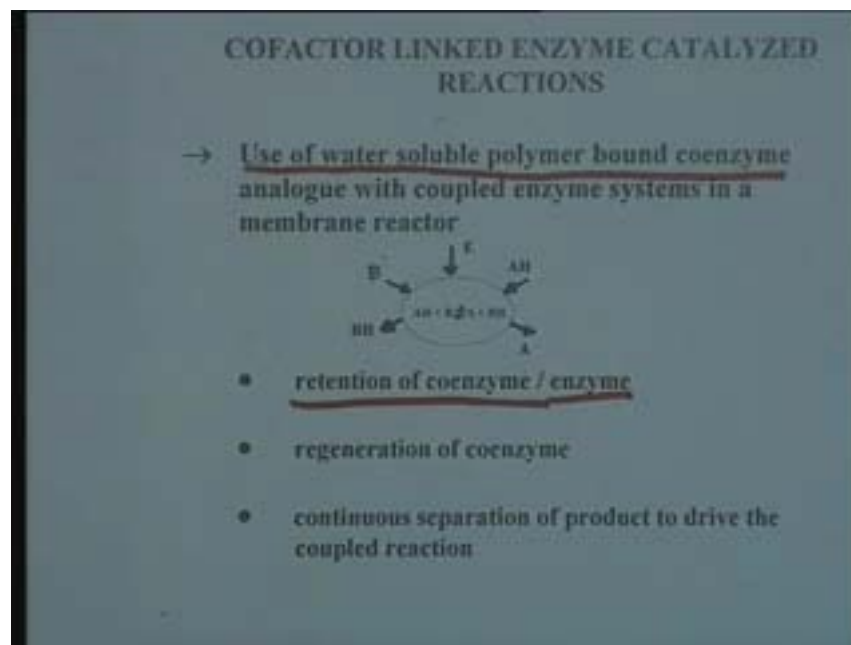 COFACTOR LINKED ENZYME CATALYZED
REACTIONS
→ Use of water soluble polymer bound coenzyme
analogue with coupled enzyme systems in a
membrane reactor
E
B
AH
BH
A
• retention of coenzyme / enzyme
• regeneration of coenzyme
• continuous separation of product to drive the
coupled reaction